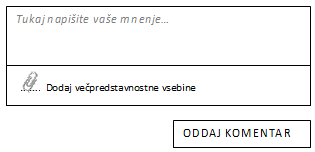 Tukaj napišite vaše mnenje...
....... Dodaj večpredstavnostne vsebine
ODDAJ KOMENTAR